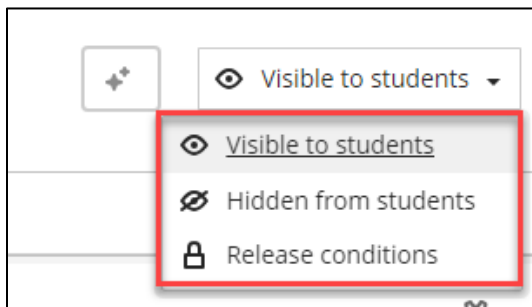 Visible to students
Visible to students
Hidden from students
Release conditions